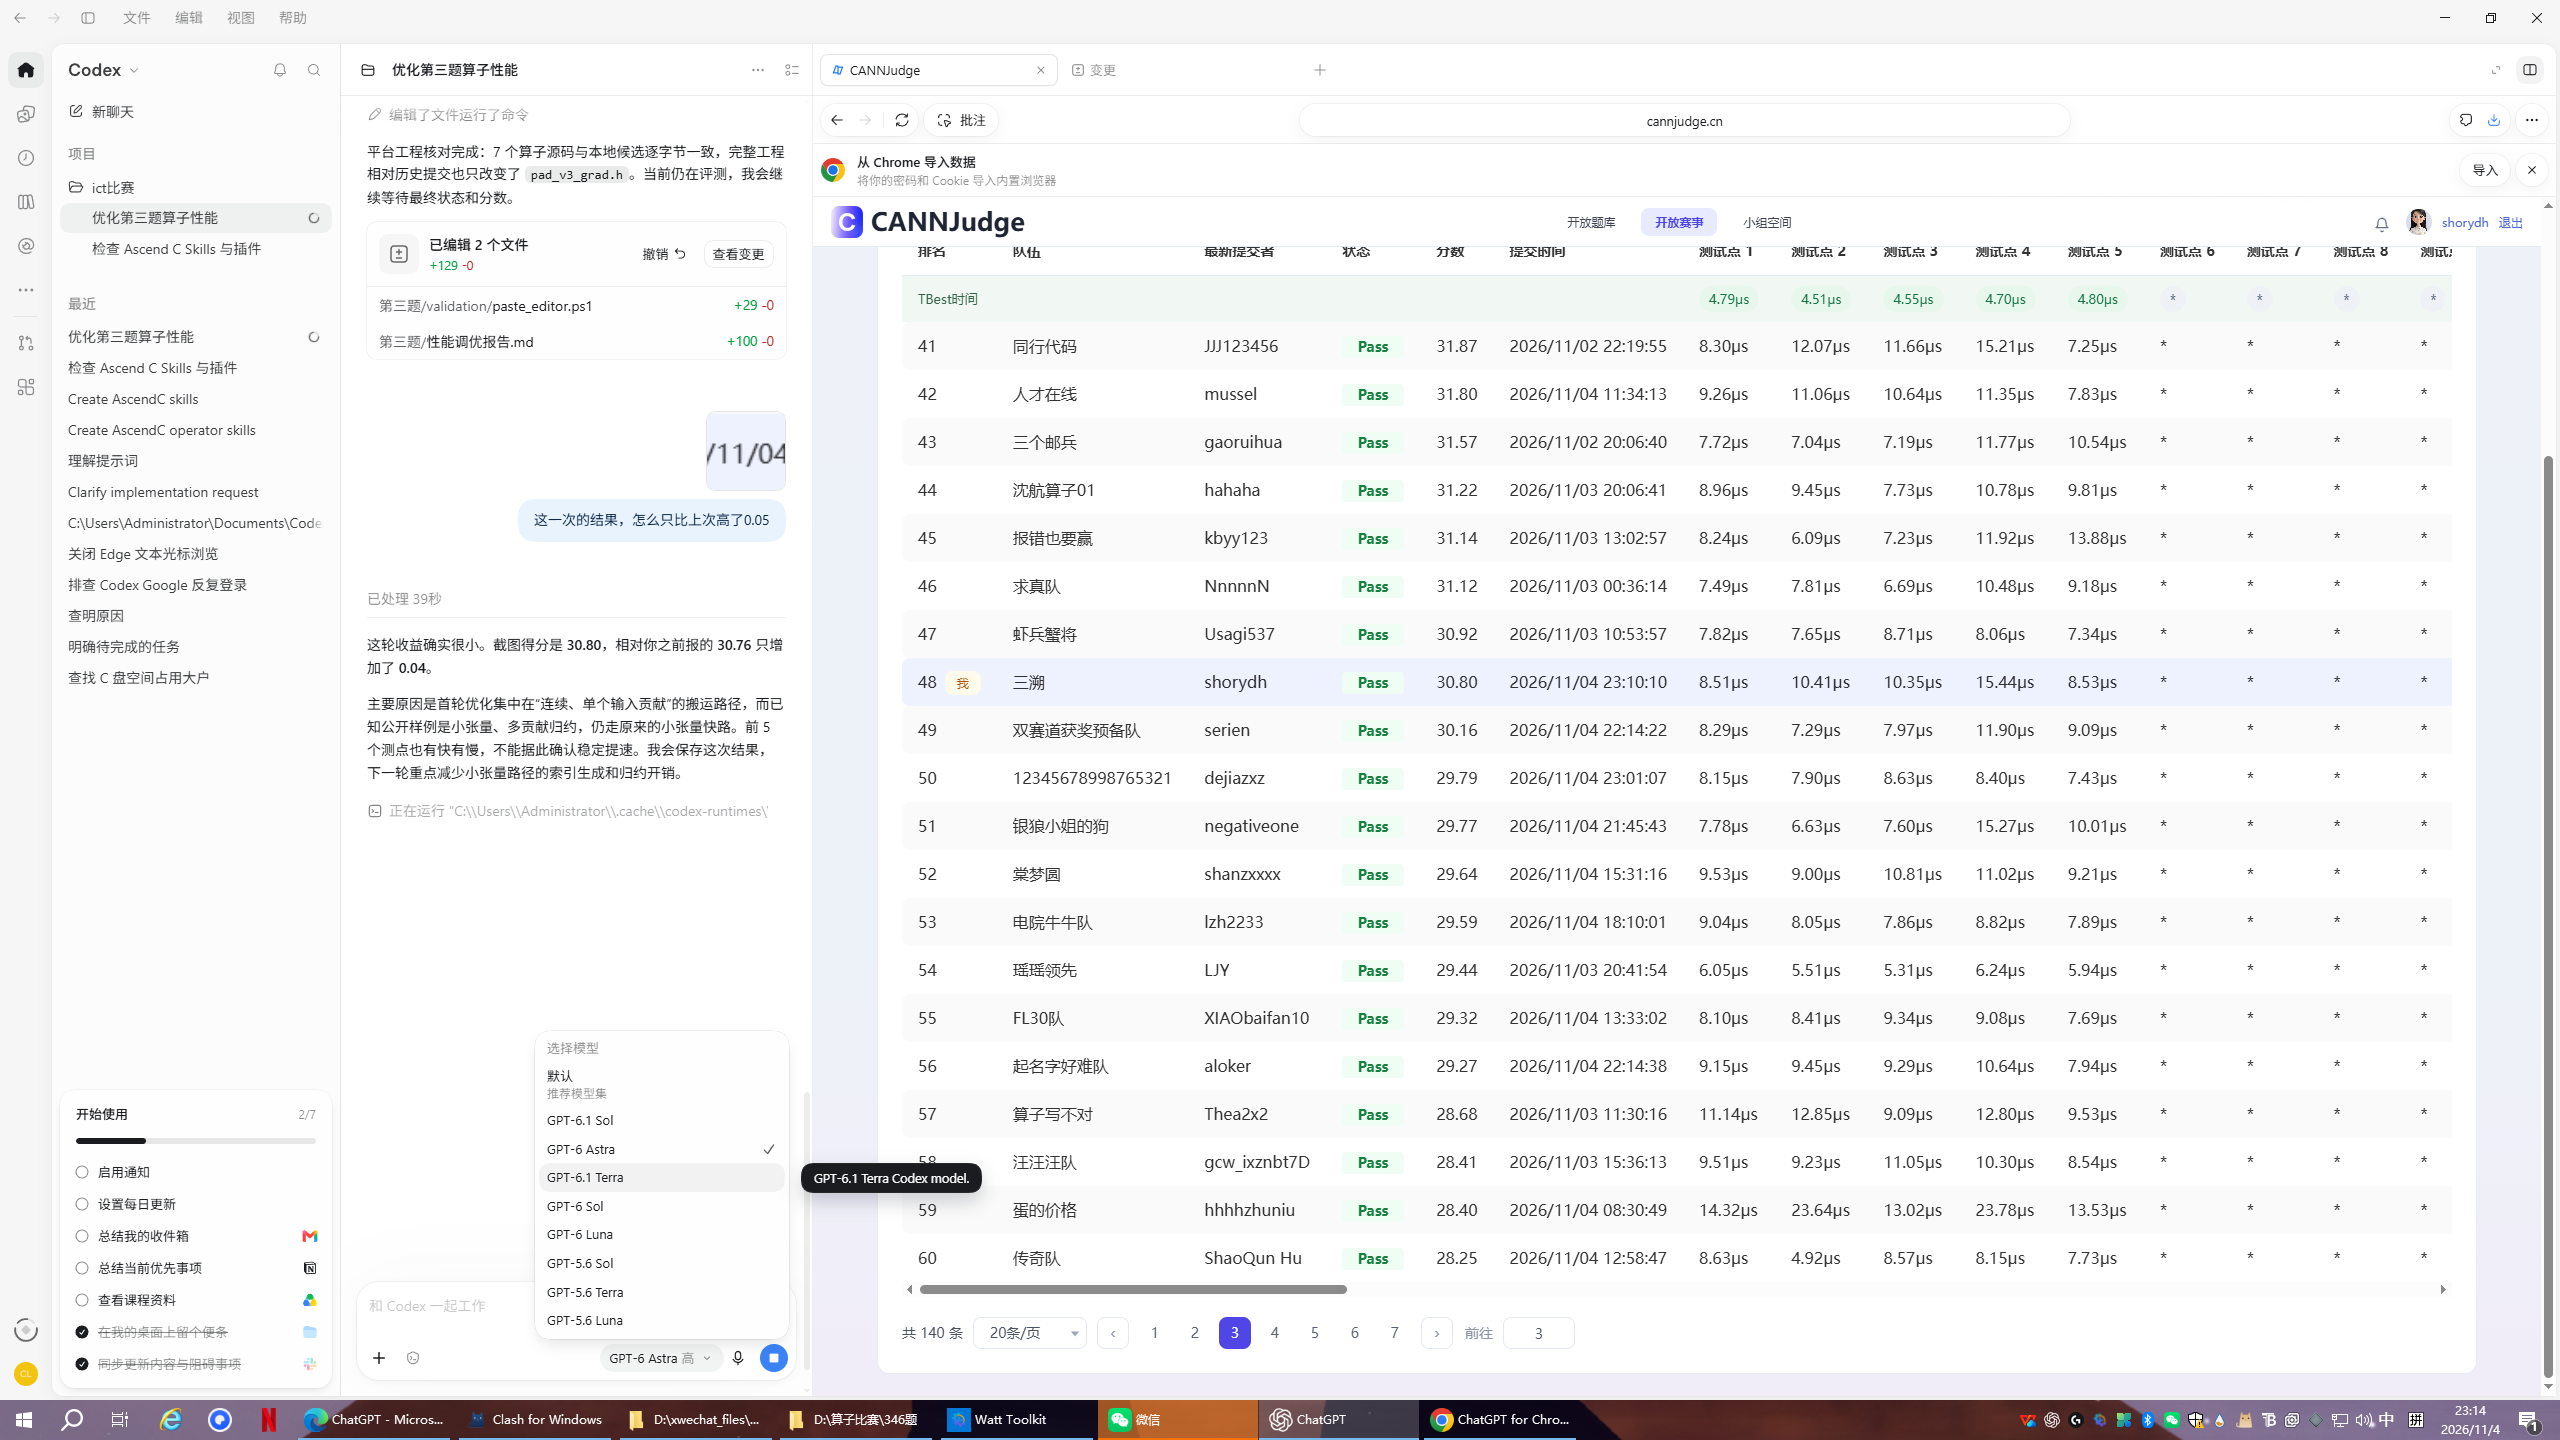 文件 编辑 视图 帮助
Codex
新聊天
项目
ict比赛
优化第三题算子性能
检查 Ascend C Skills 与插件
最近
优化第三题算子性能
检查 Ascend C Skills 与插件
Create AscendC skills
Create AscendC operator skills
理解提示词
Clarify implementation request
C:\Users\Administrator\Documents\Code
关闭 Edge 文本光标浏览
排查 Codex Google 反复登录
查明原因
明确待完成的任务
查找 C 盘空间占用大户
开始使用 2/7
启用通知
设置每日更新
总结我的收件箱
总结当前优先事项
查看课程资料
在我的桌面上留个便条
同步更新内容与阻碍事项
CL
优化第三题算子性能
编辑了文件运行了命令
平台工程核对完成：7 个算子源码与本地候选逐字节一致，完整工程
相对历史提交也只改变了 pad_v3_grad.h。当前仍在评测，我会继
续等待最终状态和分数。
已编辑 2 个文件
+129 -0
撤销 查看变更
第三题/validation/paste_editor.ps1 +29 -0
第三题/性能调优报告.md +100 -0
/11/04
这一次的结果，怎么只比上次高了0.05
已处理 39秒
这轮收益确实很小。截图得分是 30.80，相对你之前报的 30.76 只增
加了 0.04。
主要原因是首轮优化集中在“连续、单个输入贡献”的搬运路径，而已
知公开样例是小张量、多贡献归约，仍走原来的小张量快路。前 5
个测点也有快有慢，不能据此确认稳定提速。我会保存这次结果，
下一轮重点减少小张量路径的索引生成和归约开销。
正在运行 "C:\\Users\\Administrator\\.cache\\codex-runtimes\'
选择模型
默认
推荐模型集
GPT-6.1 Sol
GPT-6 Astra
GPT-6.1 Terra
GPT-6 Sol
GPT-6 Luna
GPT-5.6 Sol
GPT-5.6 Terra
GPT-5.6 Luna
GPT-6.1 Terra Codex model.
和 Codex 一起工作
GPT-6 Astra 高
CANNJudge 变更
批注 cannjudge.cn
从 Chrome 导入数据
将你的密码和 Cookie 导入内置浏览器
导入
CANNJudge 开放题库 开放赛事 小组空间 shorydh 退出
排名 队伍 最新提交者 状态 分数 提交时间 测试点 1 测试点 2 测试点 3 测试点 4 测试点 5 测试点 6 测试点 7 测试点 8 测试点
TBest时间 4.79μs 4.51μs 4.55μs 4.70μs 4.80μs * * * *
41 同行代码 JJJ123456 Pass 31.87 2026/11/02 22:19:55 8.30μs 12.07μs 11.66μs 15.21μs 7.25μs * * * *
42 人才在线 mussel Pass 31.80 2026/11/04 11:34:13 9.26μs 11.06μs 10.64μs 11.35μs 7.83μs * * * *
43 三个邮兵 gaoruihua Pass 31.57 2026/11/02 20:06:40 7.72μs 7.04μs 7.19μs 11.77μs 10.54μs * * * *
44 沈航算子01 hahaha Pass 31.22 2026/11/03 20:06:41 8.96μs 9.45μs 7.73μs 10.78μs 9.81μs * * * *
45 报错也要赢 kbyy123 Pass 31.14 2026/11/03 13:02:57 8.24μs 6.09μs 7.23μs 11.92μs 13.88μs * * * *
46 求真队 NnnnnN Pass 31.12 2026/11/03 00:36:14 7.49μs 7.81μs 6.69μs 10.48μs 9.18μs * * * *
47 虾兵蟹将 Usagi537 Pass 30.92 2026/11/03 10:53:57 7.82μs 7.65μs 8.71μs 8.06μs 7.34μs * * * *
48 我 三溯 shorydh Pass 30.80 2026/11/04 23:10:10 8.51μs 10.41μs 10.35μs 15.44μs 8.53μs * * * *
49 双赛道获奖预备队 serien Pass 30.16 2026/11/04 22:14:22 8.29μs 7.29μs 7.97μs 11.90μs 9.09μs * * * *
50 12345678998765321 dejiazxz Pass 29.79 2026/11/04 23:01:07 8.15μs 7.90μs 8.63μs 8.40μs 7.43μs * * * *
51 银狼小姐的狗 negativeone Pass 29.77 2026/11/04 21:45:43 7.78μs 6.63μs 7.60μs 15.27μs 10.01μs * * * *
52 棠梦圆 shanzxxxx Pass 29.64 2026/11/04 15:31:16 9.53μs 9.00μs 10.81μs 11.02μs 9.21μs * * * *
53 电院牛牛队 lzh2233 Pass 29.59 2026/11/04 18:10:01 9.04μs 8.05μs 7.86μs 8.82μs 7.89μs * * * *
54 瑶瑶领先 LJY Pass 29.44 2026/11/03 20:41:54 6.05μs 5.51μs 5.31μs 6.24μs 5.94μs * * * *
55 FL30队 XIAObaifan10 Pass 29.32 2026/11/04 13:33:02 8.10μs 8.41μs 9.34μs 9.08μs 7.69μs * * * *
56 起名字好难队 aloker Pass 29.27 2026/11/04 22:14:38 9.15μs 9.45μs 9.29μs 10.64μs 7.94μs * * * *
57 算子写不对 Thea2x2 Pass 28.68 2026/11/03 11:30:16 11.14μs 12.85μs 9.09μs 12.80μs 9.53μs * * * *
58 汪汪汪队 gcw_ixznbt7D Pass 28.41 2026/11/03 15:36:13 9.51μs 9.23μs 11.05μs 10.30μs 8.54μs * * * *
59 蛋的价格 hhhhzhuniu Pass 28.40 2026/11/04 08:30:49 14.32μs 23.64μs 13.02μs 23.78μs 13.53μs * * * *
60 传奇队 ShaoQun Hu Pass 28.25 2026/11/04 12:58:47 8.63μs 4.92μs 8.57μs 8.15μs 7.73μs * * * *
共 140 条 20条/页 ‹ 1 2 3 4 5 6 7 › 前往 3
ChatGPT - Micros... Clash for Windows D:\xwechat_files\... D:\算子比赛\346题 Watt Toolkit 微信 ChatGPT ChatGPT for Chro... 中 拼 23:14
2026/11/4 1